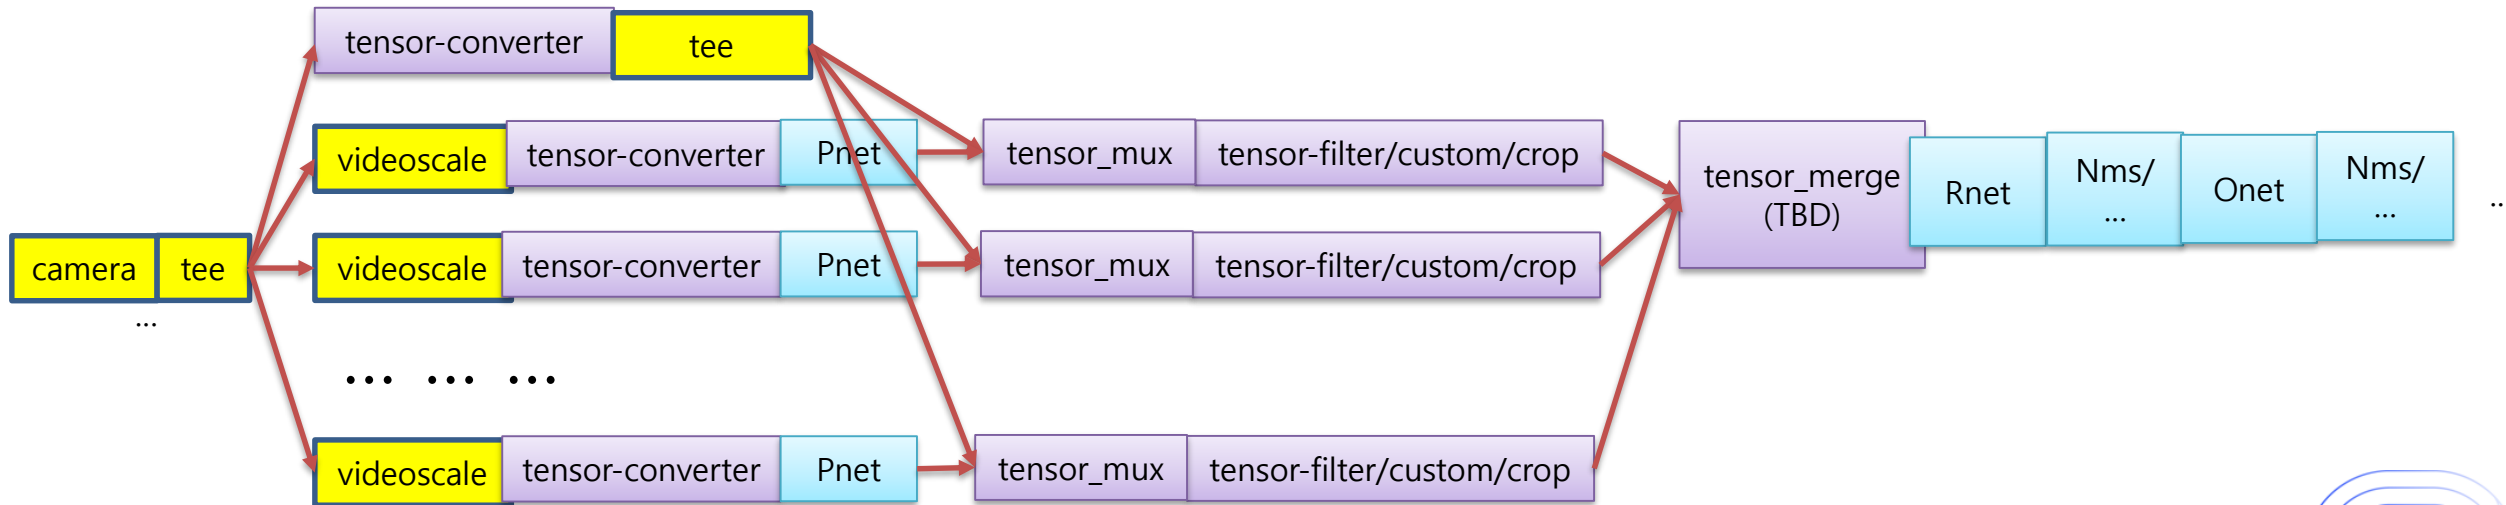 tensor-converter
tee
videoscale
tensor-converter
Pnet
tensor_mux
tensor-filter/custom/crop
tensor_merge
(TBD)
Rnet
Nms/
...
Onet
Nms/
...
..
camera
tee
...
videoscale
tensor-converter
Pnet
tensor_mux
tensor-filter/custom/crop
... ... ...
videoscale
tensor-converter
Pnet
tensor_mux
tensor-filter/custom/crop